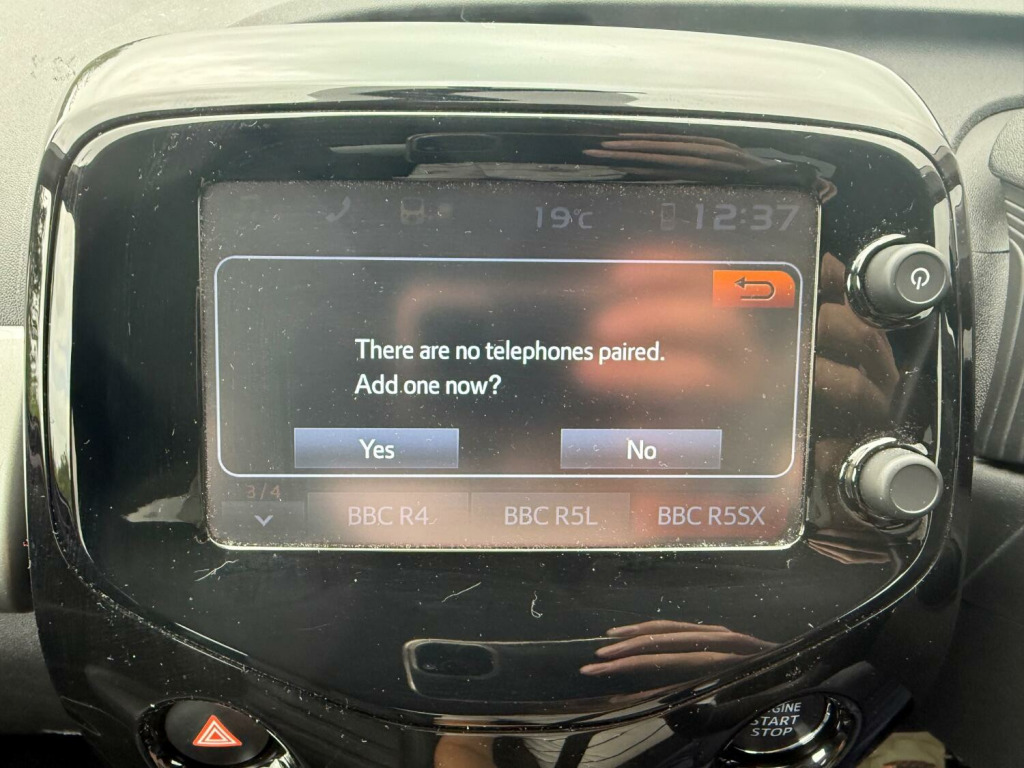 19°C 12:37
There are no telephones paired.
Add one now?
Yes No
3/4
BBC R4 BBC R5L BBC R5SX
ENGINE
START
STOP